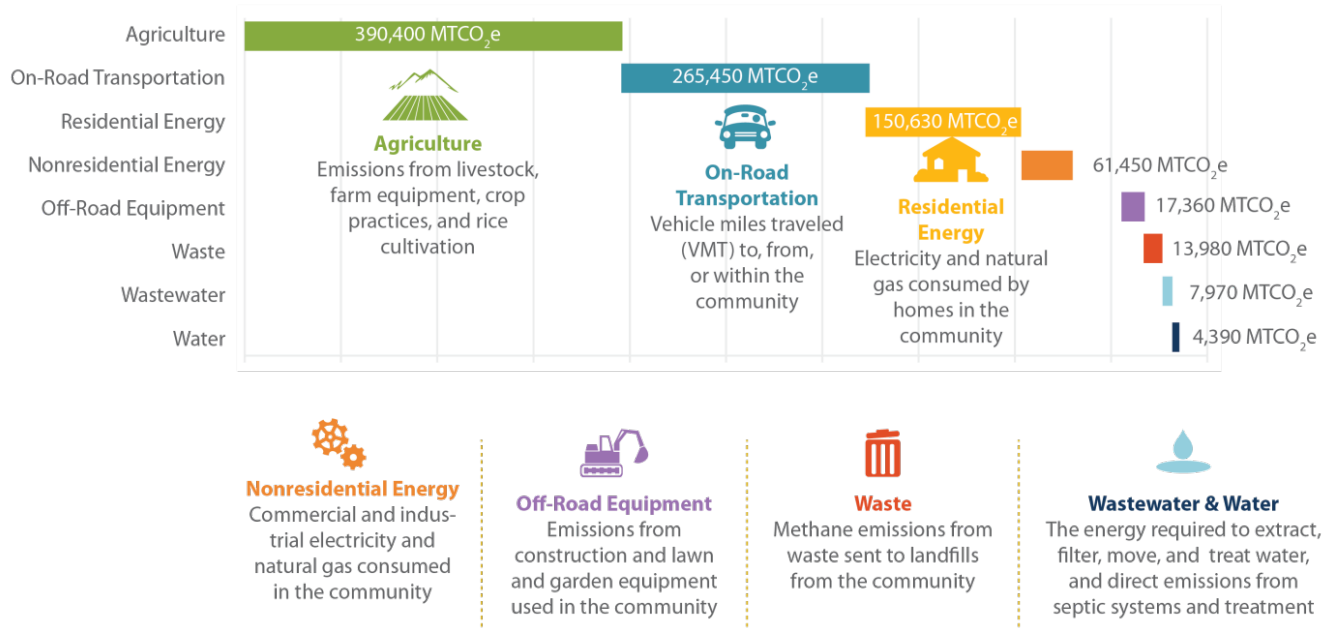 Agriculture
390,400 MTCO₂e
On-Road Transportation
265,450 MTCO₂e
Residential Energy
150,630 MTCO₂e
Nonresidential Energy
61,450 MTCO₂e
Off-Road Equipment
17,360 MTCO₂e
Waste
13,980 MTCO₂e
Wastewater
7,970 MTCO₂e
Water
4,390 MTCO₂e
Agriculture
Emissions from livestock,
farm equipment, crop
practices, and rice
cultivation
On-Road
Transportation
Vehicle miles traveled
(VMT) to, from,
or within the
community
Residential
Energy
Electricity and natural
gas consumed by
homes in the
community
Nonresidential Energy
Commercial and indus-
trial electricity and
natural gas consumed
in the community
Off-Road Equipment
Emissions from
construction and lawn
and garden equipment
used in the community
Waste
Methane emissions from
waste sent to landfills
from the community
Wastewater & Water
The energy required to extract,
filter, move, and treat water,
and direct emissions from
septic systems and treatment